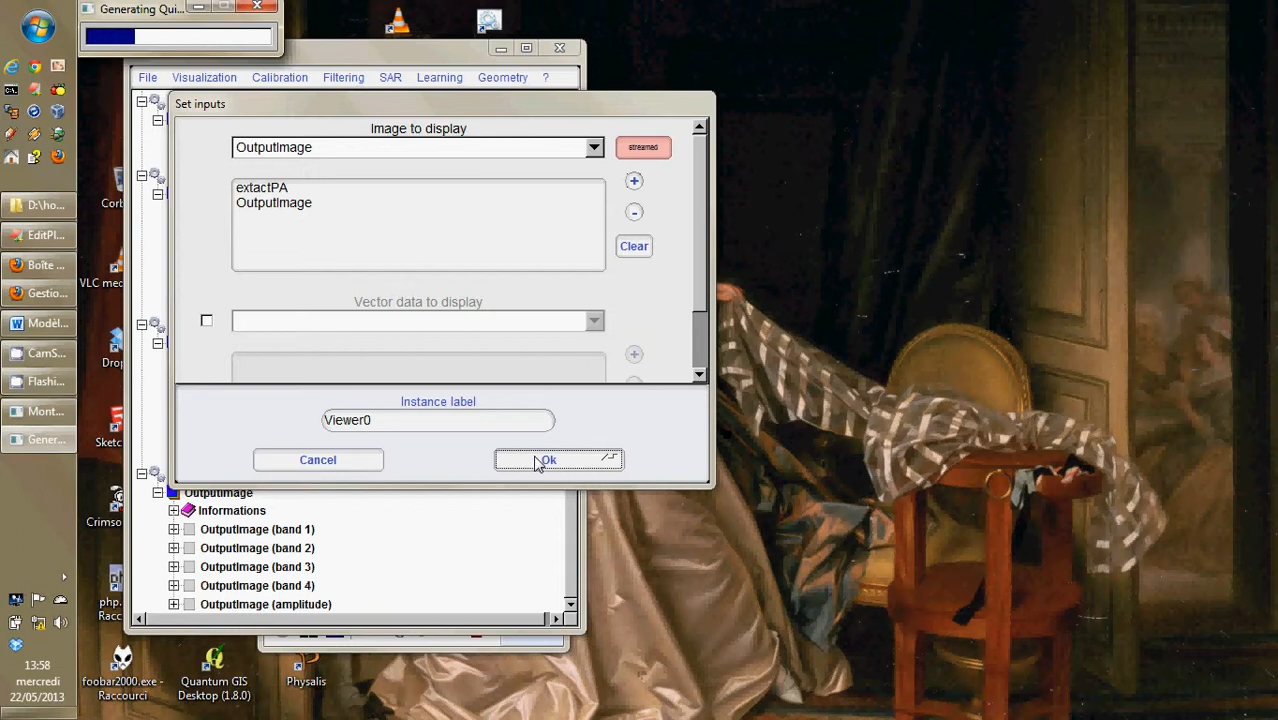 Generating Qui...
File Visualization Calibration Filtering SAR Learning Geometry ?
Set inputs
Image to display
OutputImage
streamed
extactPA
OutputImage
+
-
Clear
Vector data to display
+
Instance label
Viewer0
Cancel
Ok
OutputImage
Informations
OutputImage (band 1)
OutputImage (band 2)
OutputImage (band 3)
OutputImage (band 4)
OutputImage (amplitude)
D:\ho...
EditPl...
Boîte ...
Gestio...
Modèl...
CamS...
Flashi...
Mont...
Gener...
Corb
VLC med
Drop
Sketc
Crimso
php.
Racco
foobar2000.exe -
Raccourci
Quantum GIS
Desktop (1.8.0)
Physalis
13:58
mercredi
22/05/2013